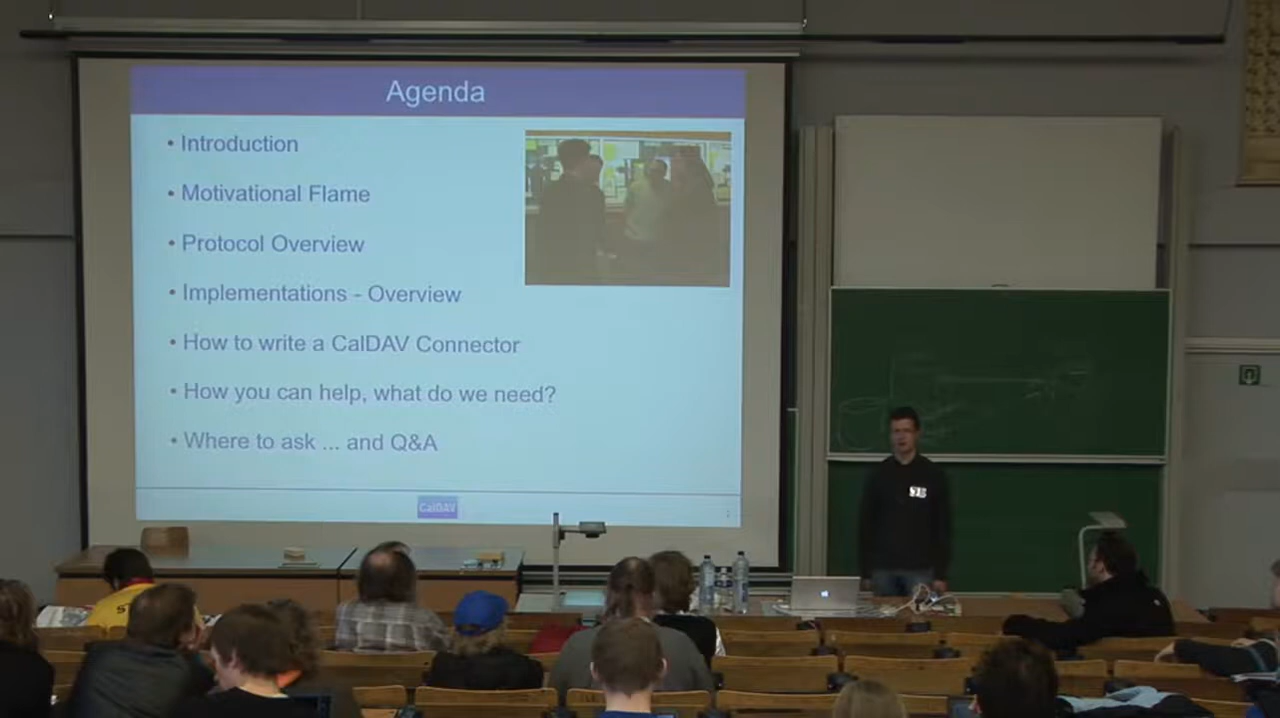 Agenda
• Introduction
• Motivational Flame
• Protocol Overview
• Implementations - Overview
• How to write a CalDAV Connector
• How you can help, what do we need?
• Where to ask ... and Q&A
CalDAV